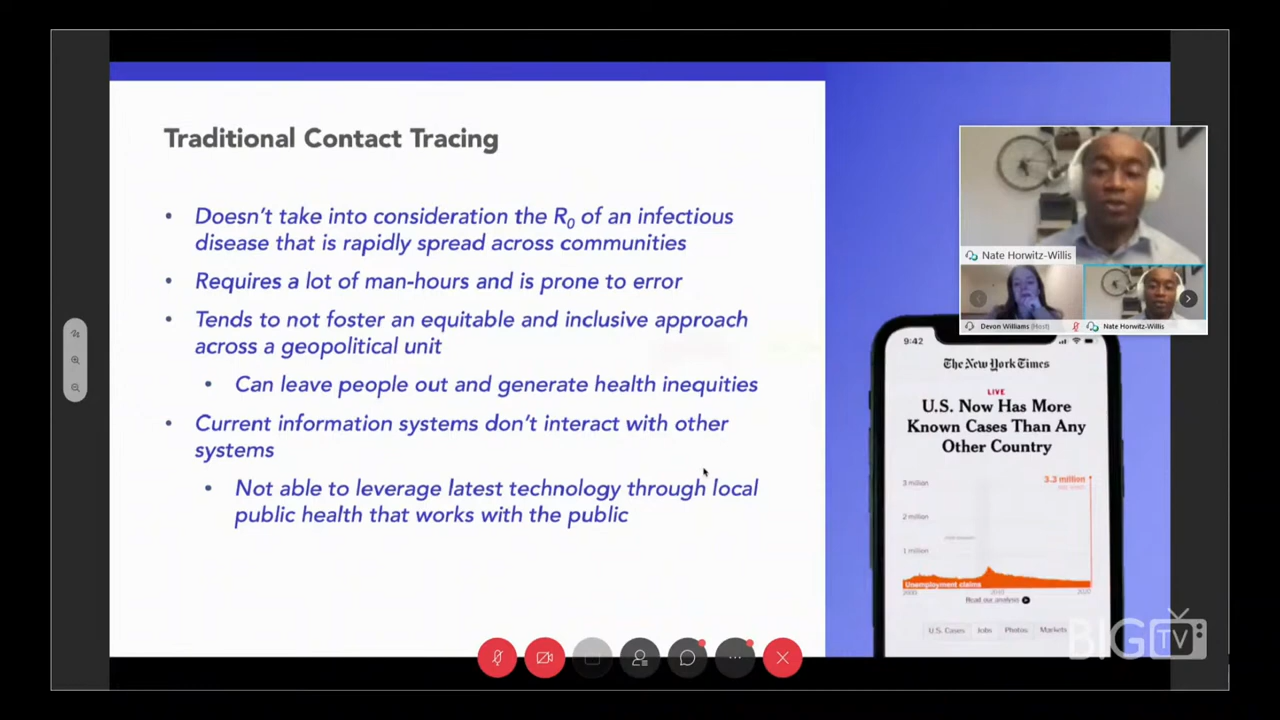 Traditional Contact Tracing
• Doesn't take into consideration the R0 of an infectious
disease that is rapidly spread across communities
• Requires a lot of man-hours and is prone to error
• Tends to not foster an equitable and inclusive approach
across a geopolitical unit
• Can leave people out and generate health inequities
• Current information systems don't interact with other
systems
• Not able to leverage latest technology through local
public health that works with the public
Nate Horwitz-Willis
Devon Williams (Host)
Nate Horwitz-Willis
9:42
The New York Times
LIVE
U.S. Now Has More
Known Cases Than Any
Other Country
3.3 million
3 million
2 million
1 million
Unemployment claims
2000
2010
2020
Read our analysis
U.S. Cases
Jobs
Photos
Markets
BIG TV